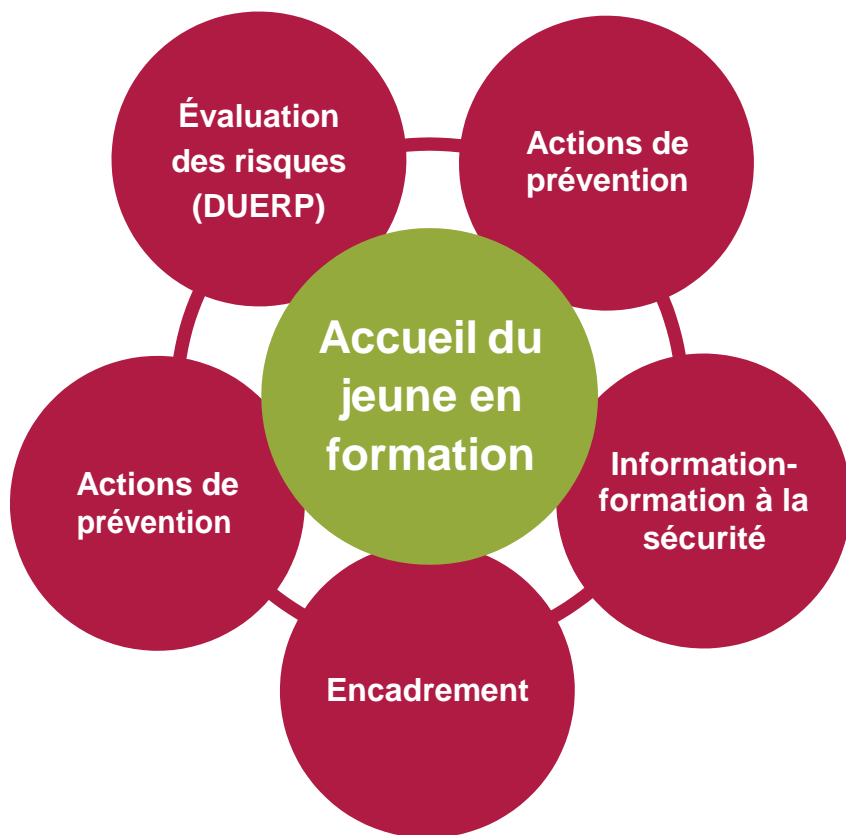 Évaluation
des risques
(DUERP)
Actions de
prévention
Accueil du
jeune en
formation
Information-
formation à la
sécurité
Actions de
prévention
Encadrement